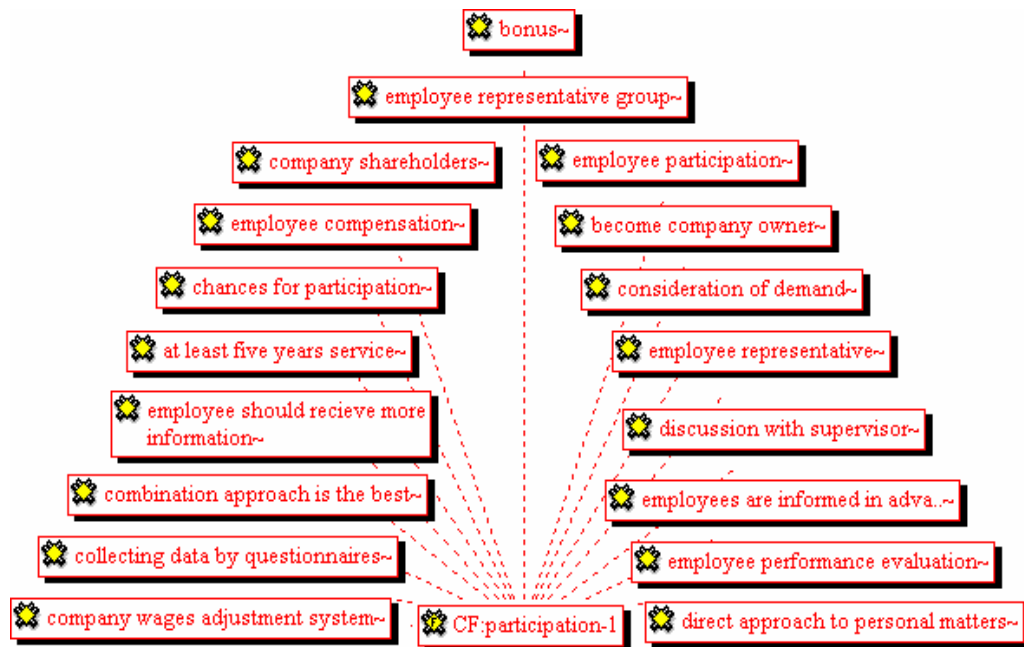 bonus~
employee representative group~
company shareholders~
employee participation~
employee compensation~
become company owner~
chances for participation~
consideration of demand~
at least five years service~
employee representative~
employee should recieve more
information~
discussion with supervisor~
combination approach is the best~
employees are informed in adva..~
collecting data by questionnaires~
employee performance evaluation~
company wages adjustment system~
CF:participation-1
direct approach to personal matters~